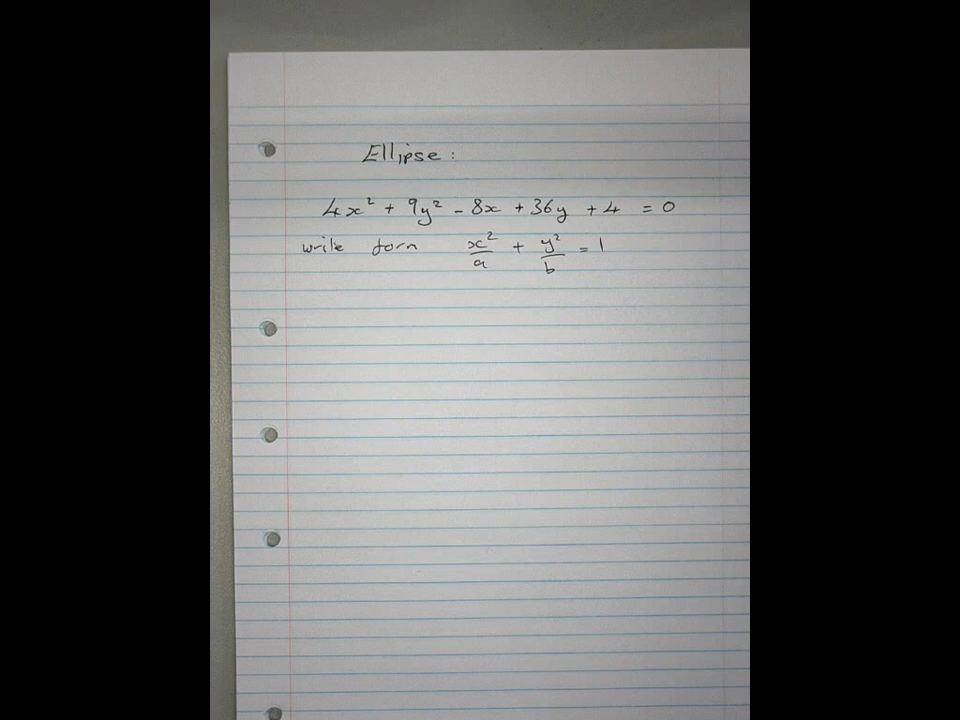 Ellipse:
4x² + 9y² - 8x + 36y + 4 = 0
write form x²/a + y²/b = 1